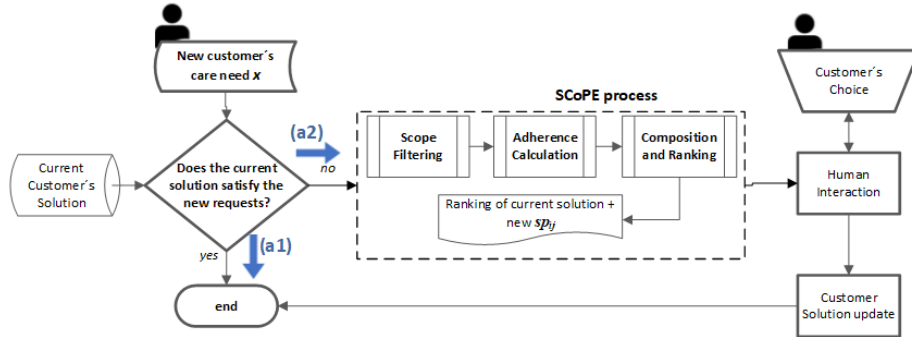 New customer´s
care need x
SCoPE process
Customer´s
Choice
(a2)
no
Scope
Filtering
Adherence
Calculation
Composition
and Ranking
Current
Customer´s
Solution
Does the current
solution satisfy the
new requests?
Human
Interaction
Ranking of current solution +
new spij
(a1)
yes
end
Customer
Solution update